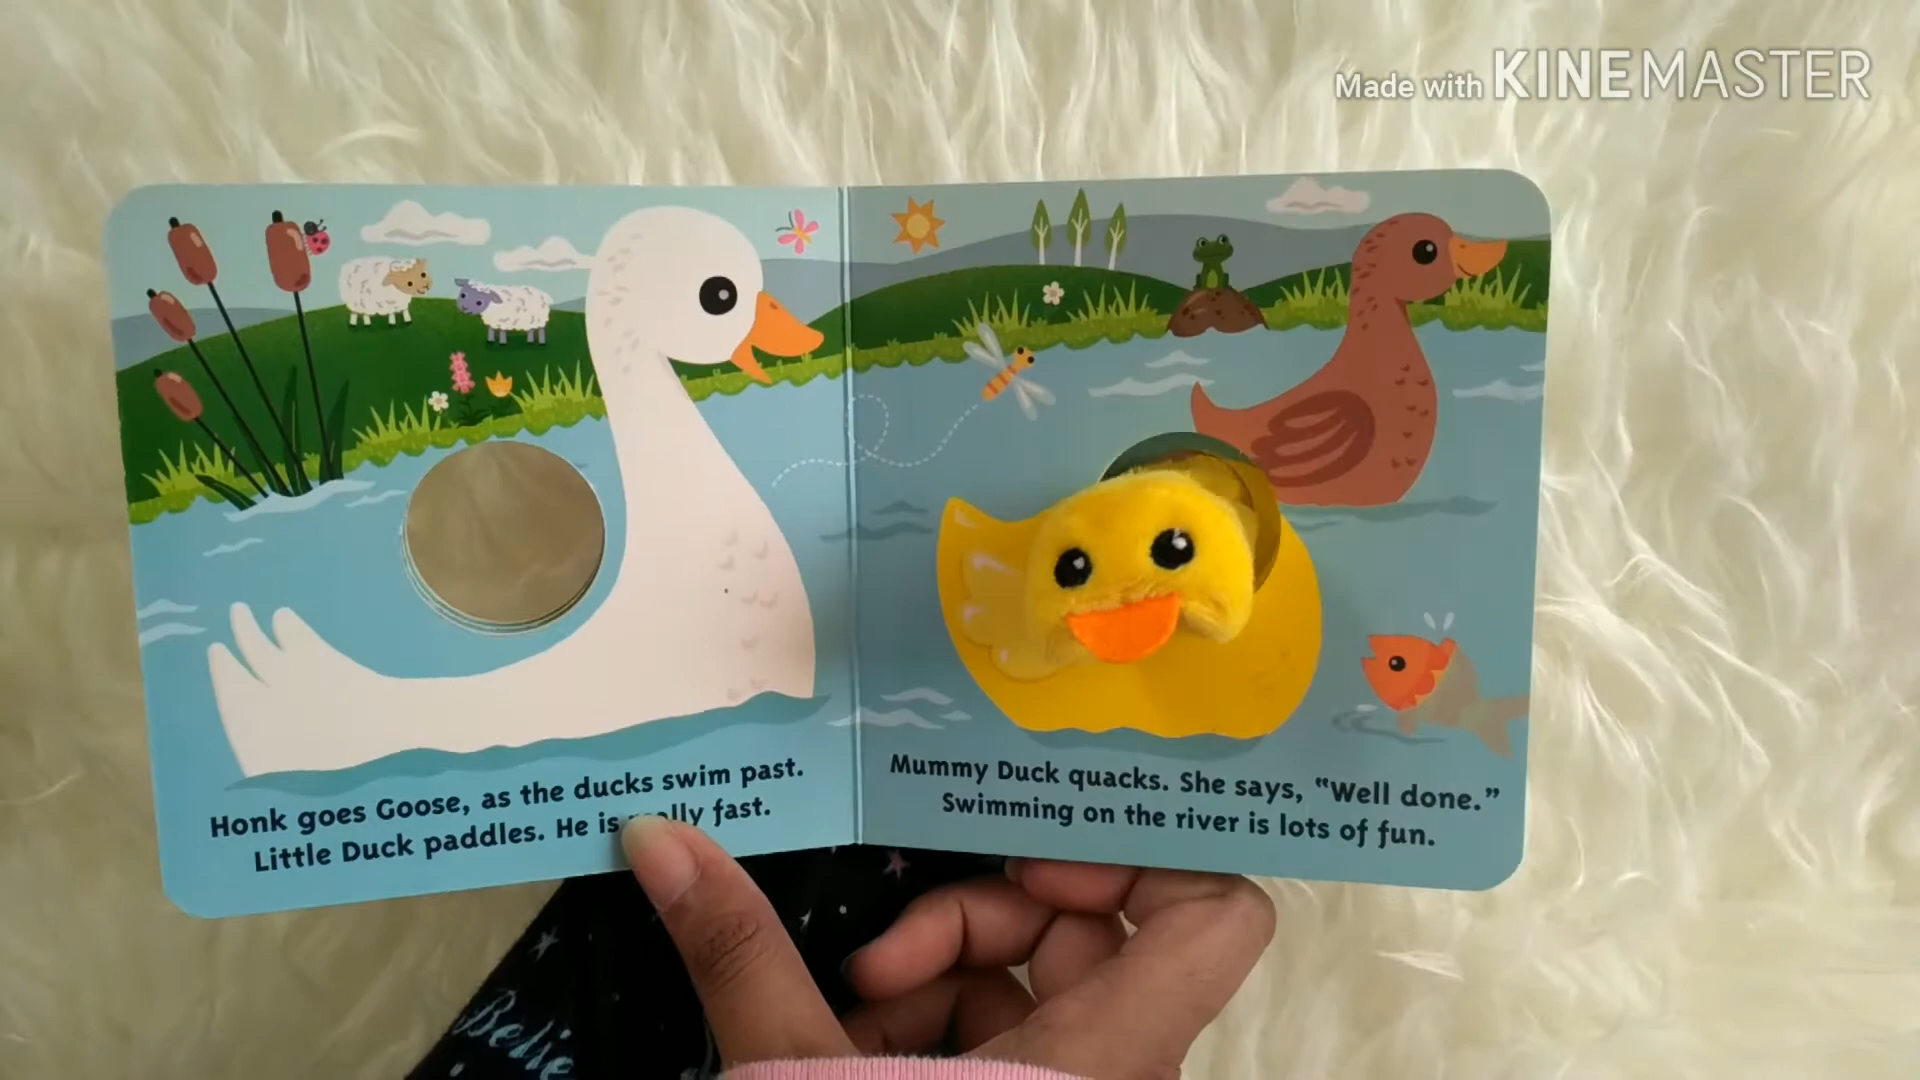 Made with KINEMASTER
Honk goes Goose, as the ducks swim past.
Little Duck paddles. He is fast.
Mummy Duck quacks. She says, “Well done.”
Swimming on the river is lots of fun.